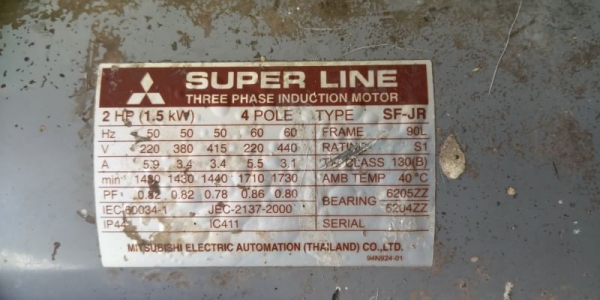 SUPER LINE
THREE PHASE INDUCTION MOTOR
2 HP (1.5 kW) 4 POLE TYPE SF-JR
Hz 50 50 50 60 60 FRAME 90L
V 220 380 415 220 440 RATING S1
A 5.9 3.4 3.4 5.5 3.1 CLASS 130(B)
min⁻¹ 1430 1430 1440 1710 1730 AMB TEMP 40 °C
PF 0.82 0.82 0.78 0.86 0.80 BEARING 6205ZZ
6204ZZ
IEC 60034-1 JEC-2137-2000
IP44 IC411 SERIAL
MITSUBISHI ELECTRIC AUTOMATION (THAILAND) CO.,LTD.
94N924-01